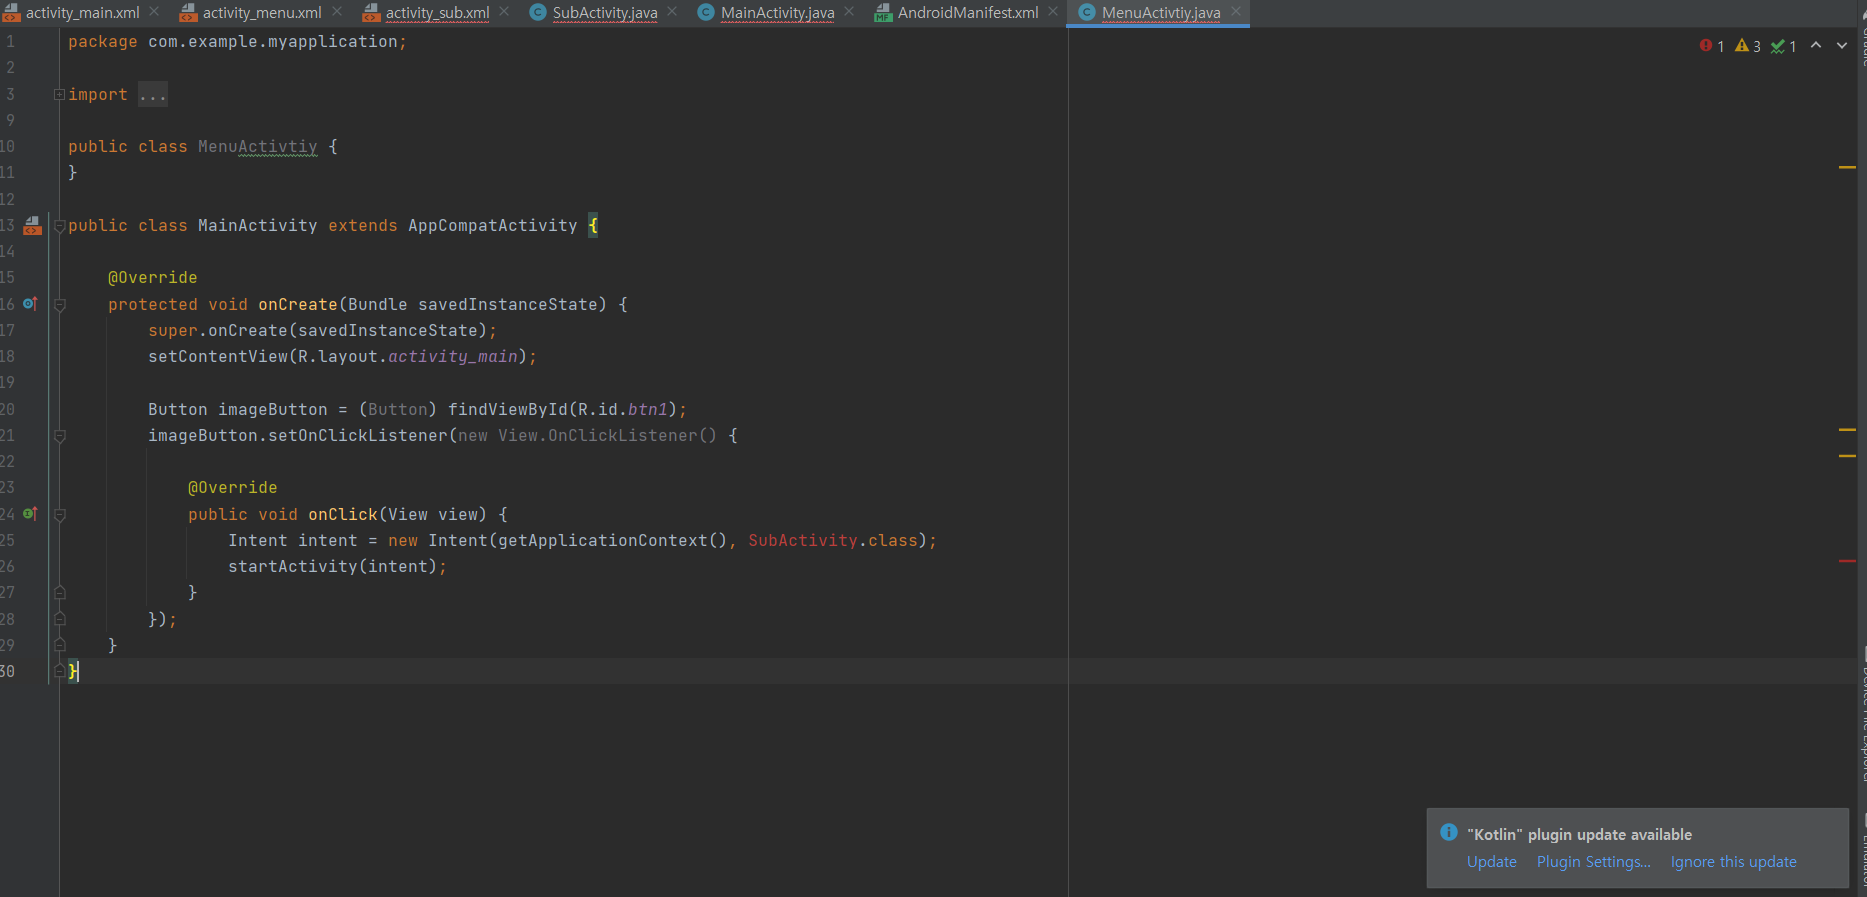 activity_main.xml activity_menu.xml activity_sub.xml SubActivity.java MainActivity.java AndroidManifest.xml MenuActivtiy.java
1 package com.example.myapplication;
1 3 1
2
3 import ...
9
10 public class MenuActivtiy {
11 }
12
13 public class MainActivity extends AppCompatActivity {
14
15 @Override
16 protected void onCreate(Bundle savedInstanceState) {
17 super.onCreate(savedInstanceState);
18 setContentView(R.layout.activity_main);
19
20 Button imageButton = (Button) findViewById(R.id.btn1);
21 imageButton.setOnClickListener(new View.OnClickListener() {
22
23 @Override
24 public void onClick(View view) {
25 Intent intent = new Intent(getApplicationContext(), SubActivity.class);
26 startActivity(intent);
27 }
28 });
29 }
30 }
"Kotlin" plugin update available
Update Plugin Settings... Ignore this update